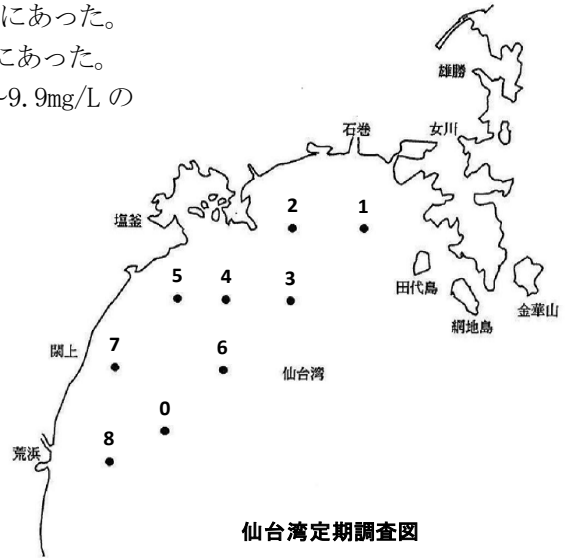 にあった。
にあった。
~9.9mg/L の
雄勝
石巻
女川
塩釜
2
1
5
4
3
田代島
金華山
網地島
閖上
7
6
仙台湾
0
荒浜
8
仙台湾定期調査図